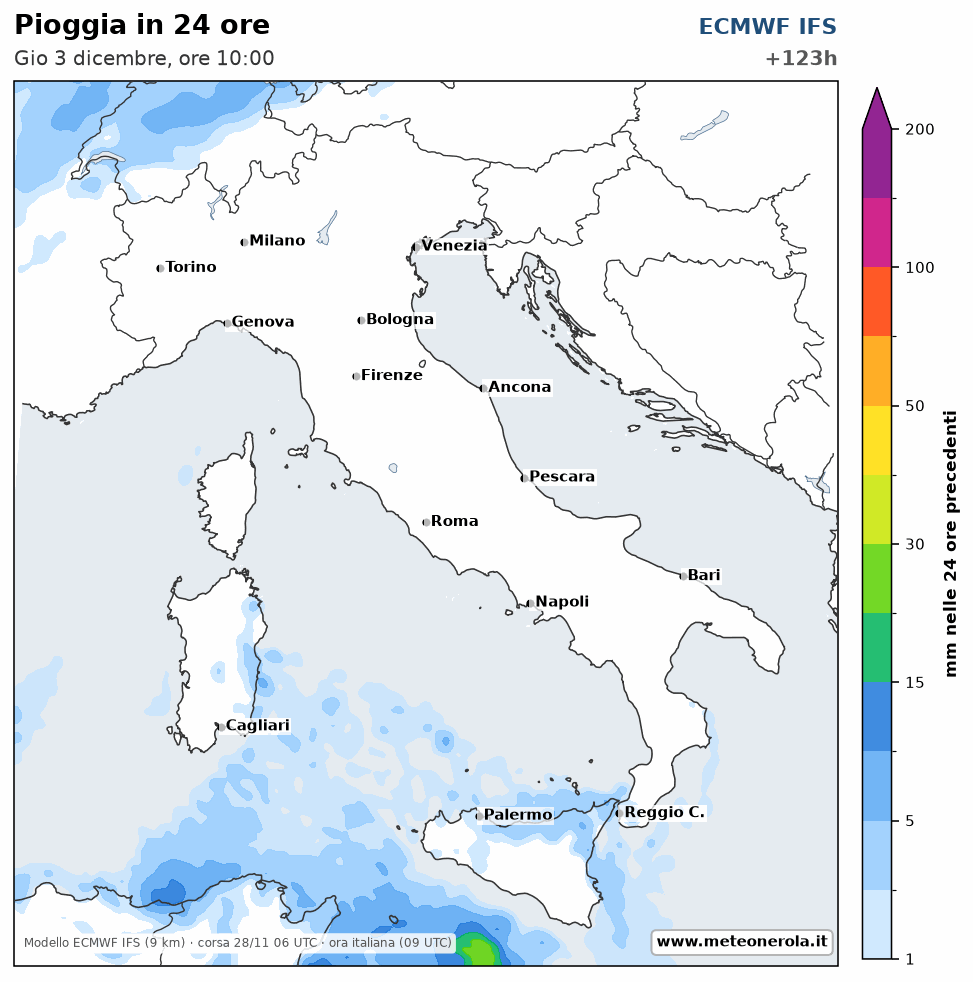 Pioggia in 24 ore
ECMWF IFS
Gio 3 dicembre, ore 10:00
+123h
Milano
Venezia
Torino
Genova
Bologna
Firenze
Ancona
Pescara
Roma
Bari
Napoli
Cagliari
Palermo
Reggio C.
Modello ECMWF IFS (9 km) · corsa 28/11 06 UTC · ora italiana (09 UTC)
www.meteonerola.it
200
100
50
30
15
5
1
mm nelle 24 ore precedenti